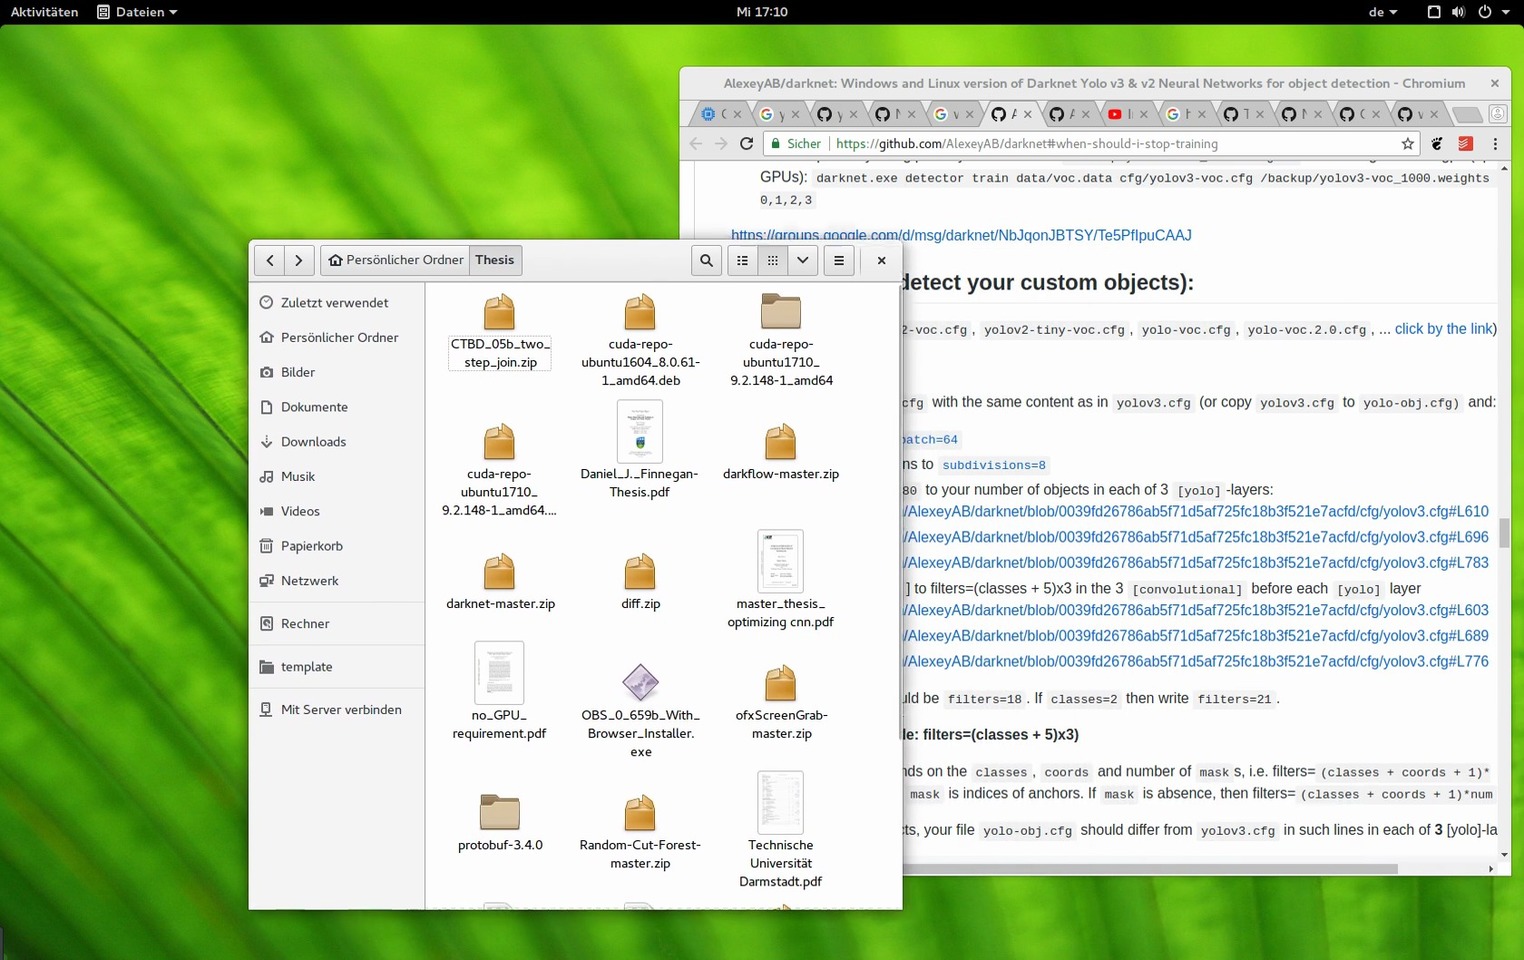 Aktivitäten
Dateien
Mi 17:10
de
AlexeyAB/darknet: Windows and Linux version of Darknet Yolo v3 & v2 Neural Networks for object detection - Chromium
Sicher
https://github.com/AlexeyAB/darknet#when-should-i-stop-training
GPUs): darknet.exe detector train data/voc.data cfg/yolov3-voc.cfg /backup/yolov3-voc_1000.weights
0,1,2,3
https://groups.google.com/d/msg/darknet/NbJqonJBTSY/Te5PfIpuCAAJ
detect your custom objects):
2-voc.cfg, yolov2-tiny-voc.cfg, yolo-voc.cfg, yolo-voc.2.0.cfg, ... click by the link)
cfg with the same content as in yolov3.cfg (or copy yolov3.cfg to yolo-obj.cfg) and:
batch=64
ns to subdivisions=8
80 to your number of objects in each of 3 [yolo]-layers:
/AlexeyAB/darknet/blob/0039fd26786ab5f71d5af725fc18b3f521e7acfd/cfg/yolov3.cfg#L610
/AlexeyAB/darknet/blob/0039fd26786ab5f71d5af725fc18b3f521e7acfd/cfg/yolov3.cfg#L696
/AlexeyAB/darknet/blob/0039fd26786ab5f71d5af725fc18b3f521e7acfd/cfg/yolov3.cfg#L783
] to filters=(classes + 5)x3 in the 3 [convolutional] before each [yolo] layer
/AlexeyAB/darknet/blob/0039fd26786ab5f71d5af725fc18b3f521e7acfd/cfg/yolov3.cfg#L603
/AlexeyAB/darknet/blob/0039fd26786ab5f71d5af725fc18b3f521e7acfd/cfg/yolov3.cfg#L689
/AlexeyAB/darknet/blob/0039fd26786ab5f71d5af725fc18b3f521e7acfd/cfg/yolov3.cfg#L776
uld be filters=18. If classes=2 then write filters=21.
le: filters=(classes + 5)x3)
nds on the classes, coords and number of masks, i.e. filters= (classes + coords + 1)*
mask is indices of anchors. If mask is absence, then filters= (classes + coords + 1)*num
cts, your file yolo-obj.cfg should differ from yolov3.cfg in such lines in each of 3 [yolo]-la
Persönlicher Ordner
Thesis
Zuletzt verwendet
Persönlicher Ordner
Bilder
Dokumente
Downloads
Musik
Videos
Papierkorb
Netzwerk
Rechner
template
Mit Server verbinden
CTBD_05b_two_
step_join.zip
cuda-repo-
ubuntu1604_8.0.61-
1_amd64.deb
cuda-repo-
ubuntu1710_
9.2.148-1_amd64
cuda-repo-
ubuntu1710_
9.2.148-1_amd64....
Daniel_J._Finnegan-
Thesis.pdf
darkflow-master.zip
darknet-master.zip
diff.zip
master_thesis_
optimizing cnn.pdf
no_GPU_
requirement.pdf
OBS_0_659b_With_
Browser_Installer.
exe
ofxScreenGrab-
master.zip
protobuf-3.4.0
Random-Cut-Forest-
master.zip
Technische
Universität
Darmstadt.pdf